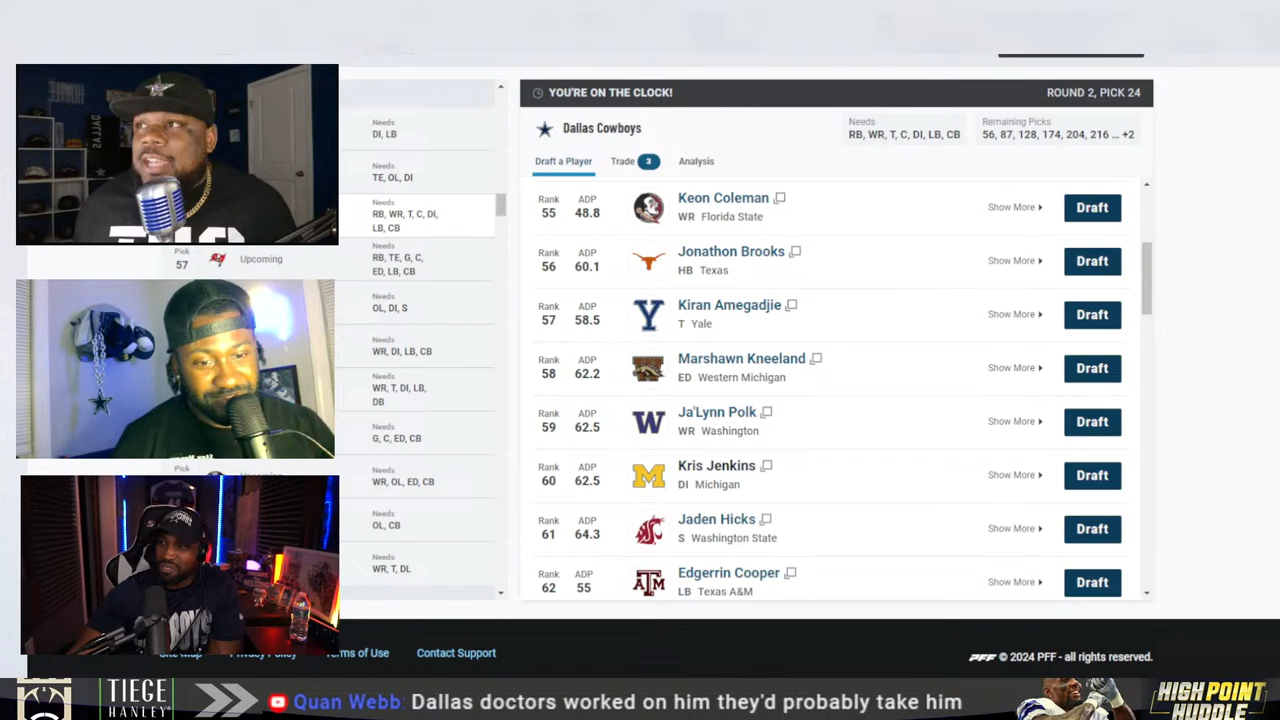 YOU'RE ON THE CLOCK!
ROUND 2, PICK 24
Dallas Cowboys
Needs
RB, WR, T, C, DI, LB, CB
Remaining Picks
56, 87, 128, 174, 204, 216 ... +2
Draft a Player
Trade 3
Analysis
Needs
DI, LB
Needs
TE, OL, DI
Needs
RB, WR, T, C, DI,
LB, CB
Pick
57
Upcoming
Needs
RB, TE, G, C,
ED, LB, CB
Needs
OL, DI, S
Needs
WR, DI, LB, CB
Needs
WR, T, DI, LB,
DB
Needs
G, C, ED, CB
Pick
Needs
WR, OL, ED, CB
Needs
OL, CB
Needs
WR, T, DL
Rank
55
ADP
48.8
Keon Coleman
WR Florida State
Show More
Draft
Rank
56
ADP
60.1
Jonathon Brooks
HB Texas
Show More
Draft
Rank
57
ADP
58.5
Kiran Amegadjie
T Yale
Show More
Draft
Rank
58
ADP
62.2
Marshawn Kneeland
ED Western Michigan
Show More
Draft
Rank
59
ADP
62.5
Ja'Lynn Polk
WR Washington
Show More
Draft
Rank
60
ADP
62.5
Kris Jenkins
DI Michigan
Show More
Draft
Rank
61
ADP
64.3
Jaden Hicks
S Washington State
Show More
Draft
Rank
62
ADP
55
Edgerrin Cooper
LB Texas A&M
Show More
Draft
Site Map
Privacy Policy
Terms of Use
Contact Support
PFF © 2024 PFF - all rights reserved.
TIEGE
HANLEY
Quan Webb: Dallas doctors worked on him they'd probably take him
HIGH POINT
HUDDLE